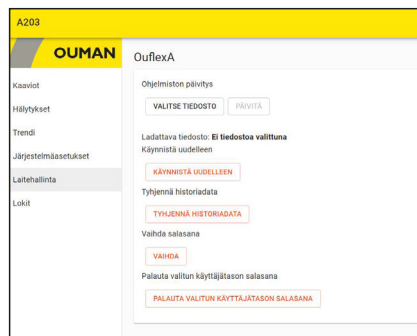 A203
OUMAN
Kaaviot
Hälytykset
Trendi
Järjestelmäasetukset
Laitehallinta
Lokit
OuflexA
Ohjelmiston päivitys
VALITSE TIEDOSTO
PÄIVITÄ
Ladattava tiedosto: Ei tiedostoa valittuna
Käynnistä uudelleen
KÄYNNISTÄ UUDELLEEN
Tyhjennä historiadata
TYHJENNÄ HISTORIADATA
Vaihda salasana
VAIHDA
Palauta valitun käyttäjätason salasana
PALAUTA VALITUN KÄYTTÄJÄTASON SALASANA